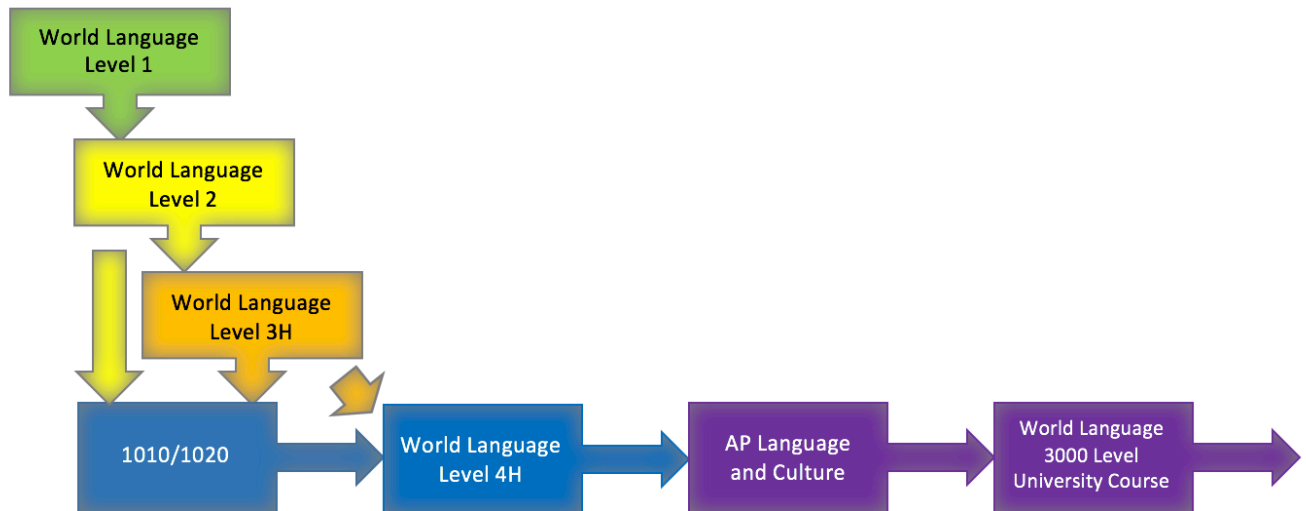 World Language
Level 1
World Language
Level 2
World Language
Level 3H
1010/1020
World Language
Level 4H
AP Language
and Culture
World Language
3000 Level
University Course